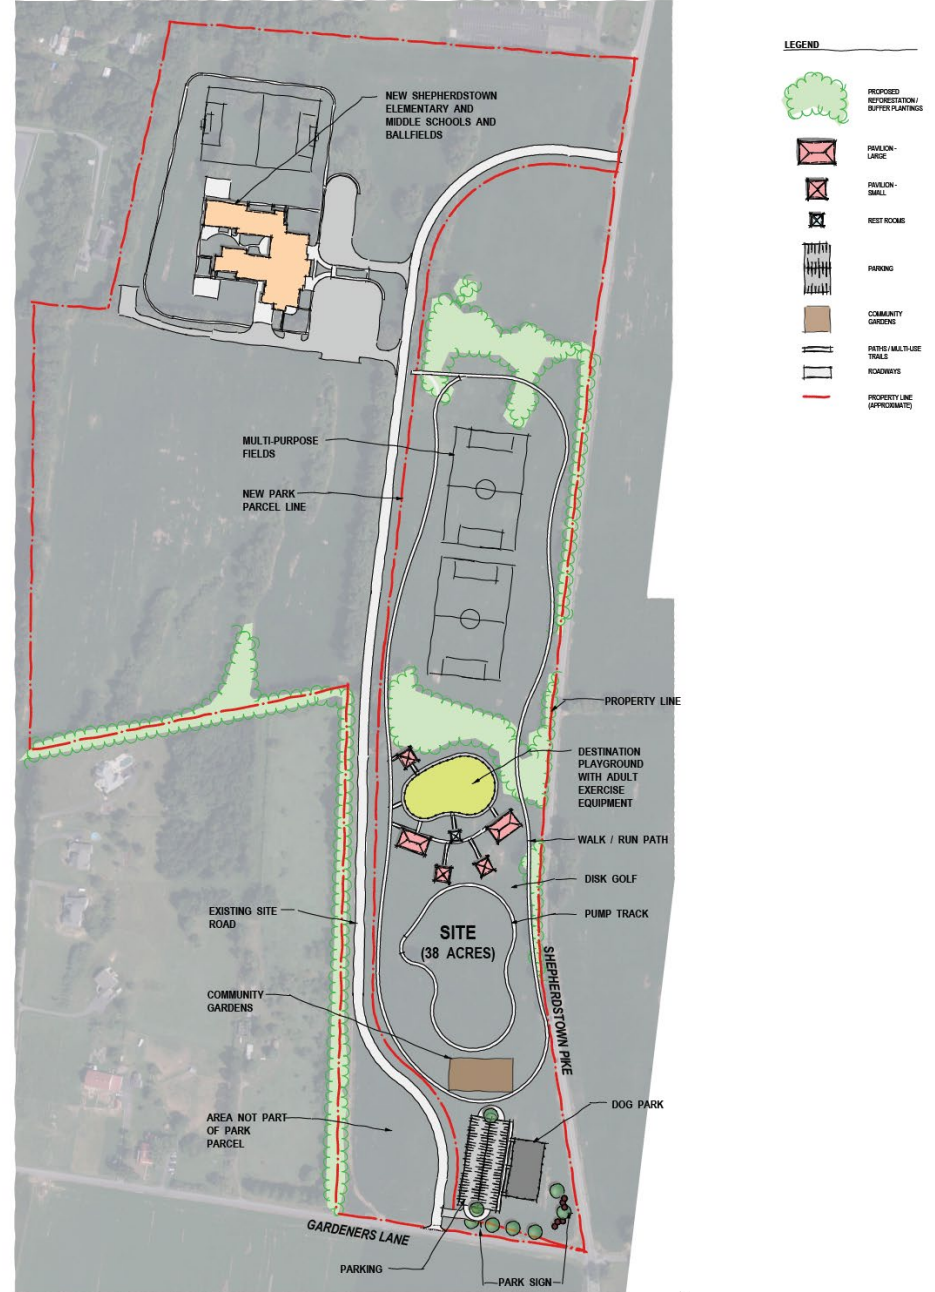 NEW SHEPHERDSTOWN
ELEMENTARY AND
MIDDLE SCHOOLS AND
BALLFIELDS
MULTI-PURPOSE
FIELDS
NEW PARK
PARCEL LINE
PROPERTY LINE
DESTINATION
PLAYGROUND
WITH ADULT
EXERCISE
EQUIPMENT
WALK / RUN PATH
DISK GOLF
PUMP TRACK
EXISTING SITE
ROAD
SITE
(38 ACRES)
SHEPHERDSTOWN PIKE
COMMUNITY
GARDENS
DOG PARK
AREA NOT PART
OF PARK
PARCEL
GARDENERS LANE
PARKING
PARK SIGN
LEGEND
PROPOSED
REFORESTATION /
BUFFER PLANTINGS
PAVILION -
LARGE
PAVILION -
SMALL
REST ROOMS
PARKING
COMMUNITY
GARDENS
PATHS / MULTI-USE
TRAILS
ROADWAYS
PROPERTY LINE
(APPROXIMATE)